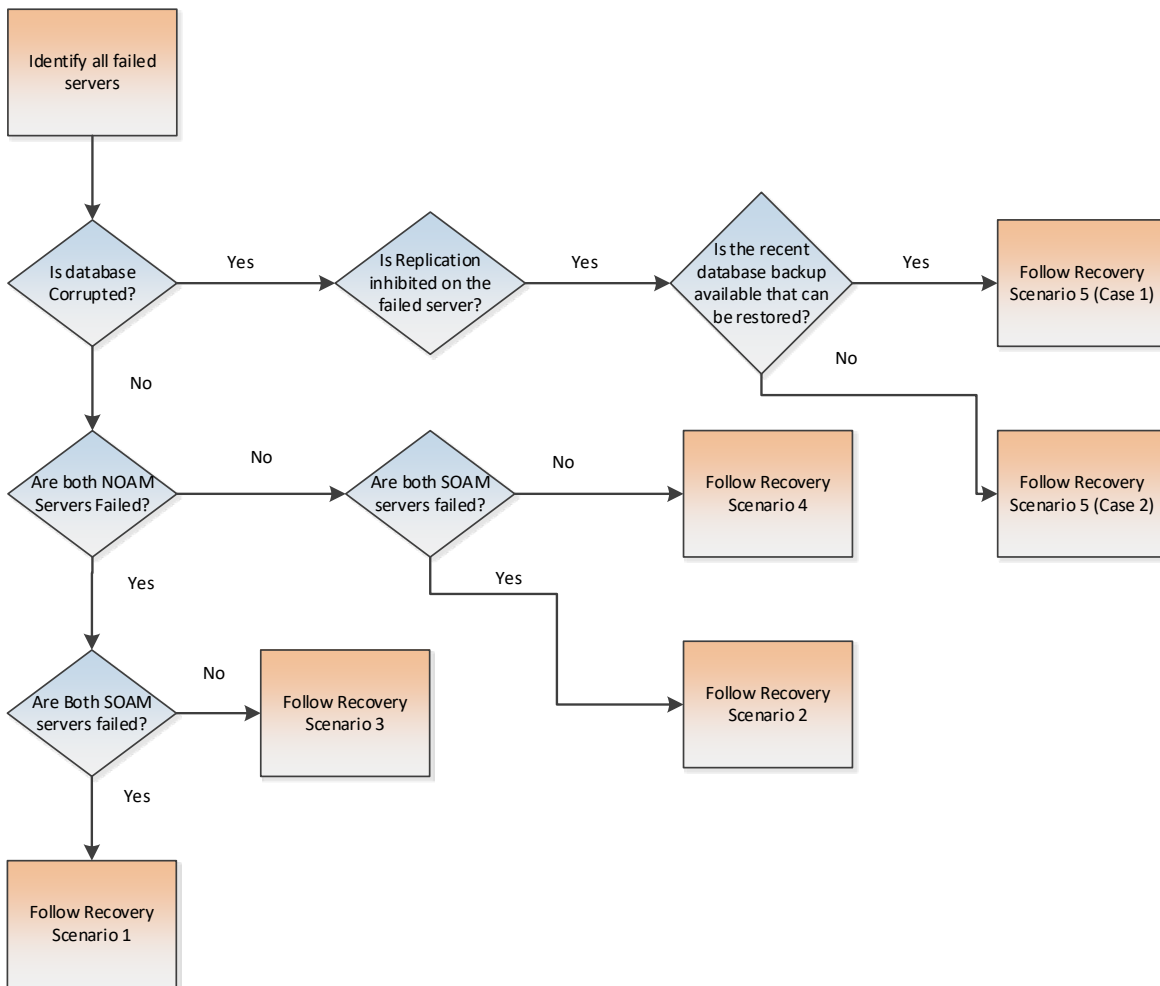 Identify all failed
servers
Is database
Corrupted?
Yes
Is Replication
inhibited on the
failed server?
Yes
Is the recent
database backup
available that can
be restored?
Yes
Follow Recovery
Scenario 5 (Case 1)
No
No
Are both NOAM
Servers Failed?
No
Are both SOAM
servers failed?
No
Follow Recovery
Scenario 4
Follow Recovery
Scenario 5 (Case 2)
Yes
Yes
Are Both SOAM
servers failed?
No
Follow Recovery
Scenario 3
Follow Recovery
Scenario 2
Yes
Follow Recovery
Scenario 1